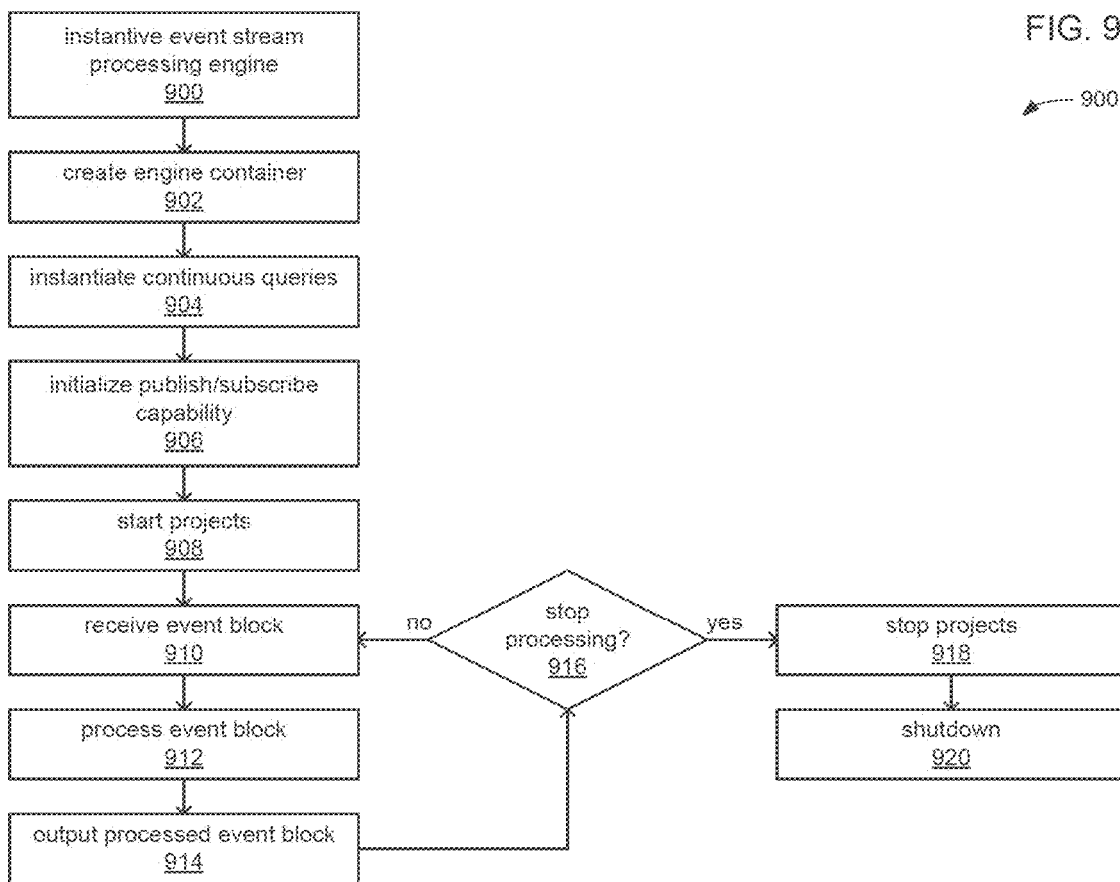 FIG. 9
900
instantive event stream
processing engine
900
create engine container
902
instantiate continuous queries
904
initialize publish/subscribe
capability
906
start projects
908
receive event block
910
process event block
912
output processed event block
914
no
stop
processing?
916
yes
stop projects
918
shutdown
920